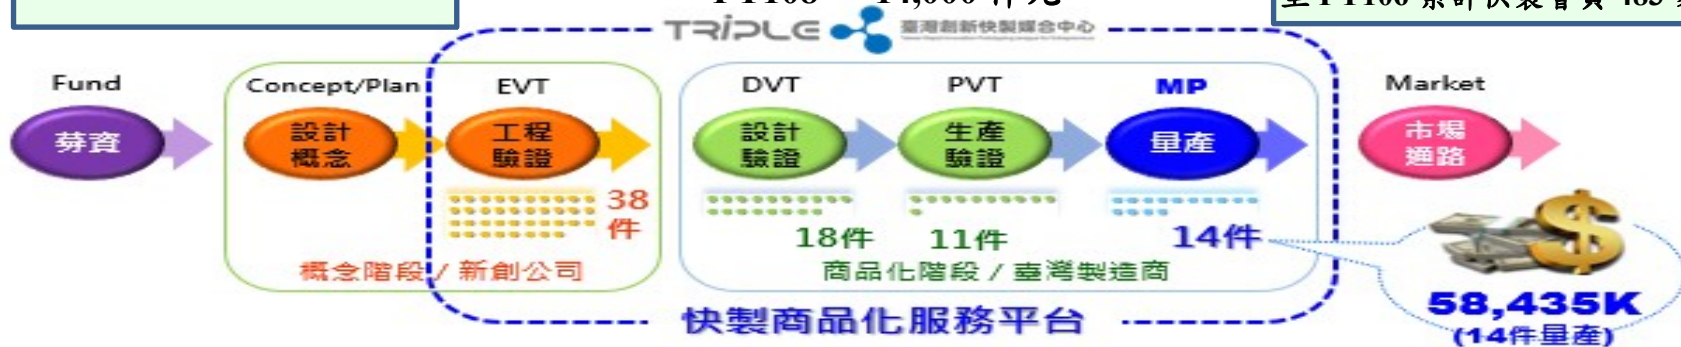 TRIPLE 臺灣創新快製媒合中心
Fund
募資
Concept/Plan
設計
概念
EVT
工程
驗證
38
件
概念階段 / 新創公司
DVT
設計
驗證
18件
PVT
生產
驗證
11件
MP
量產
14件
商品化階段 / 臺灣製造商
快製商品化服務平台
Market
市場
通路
58,435K
(14件量產)